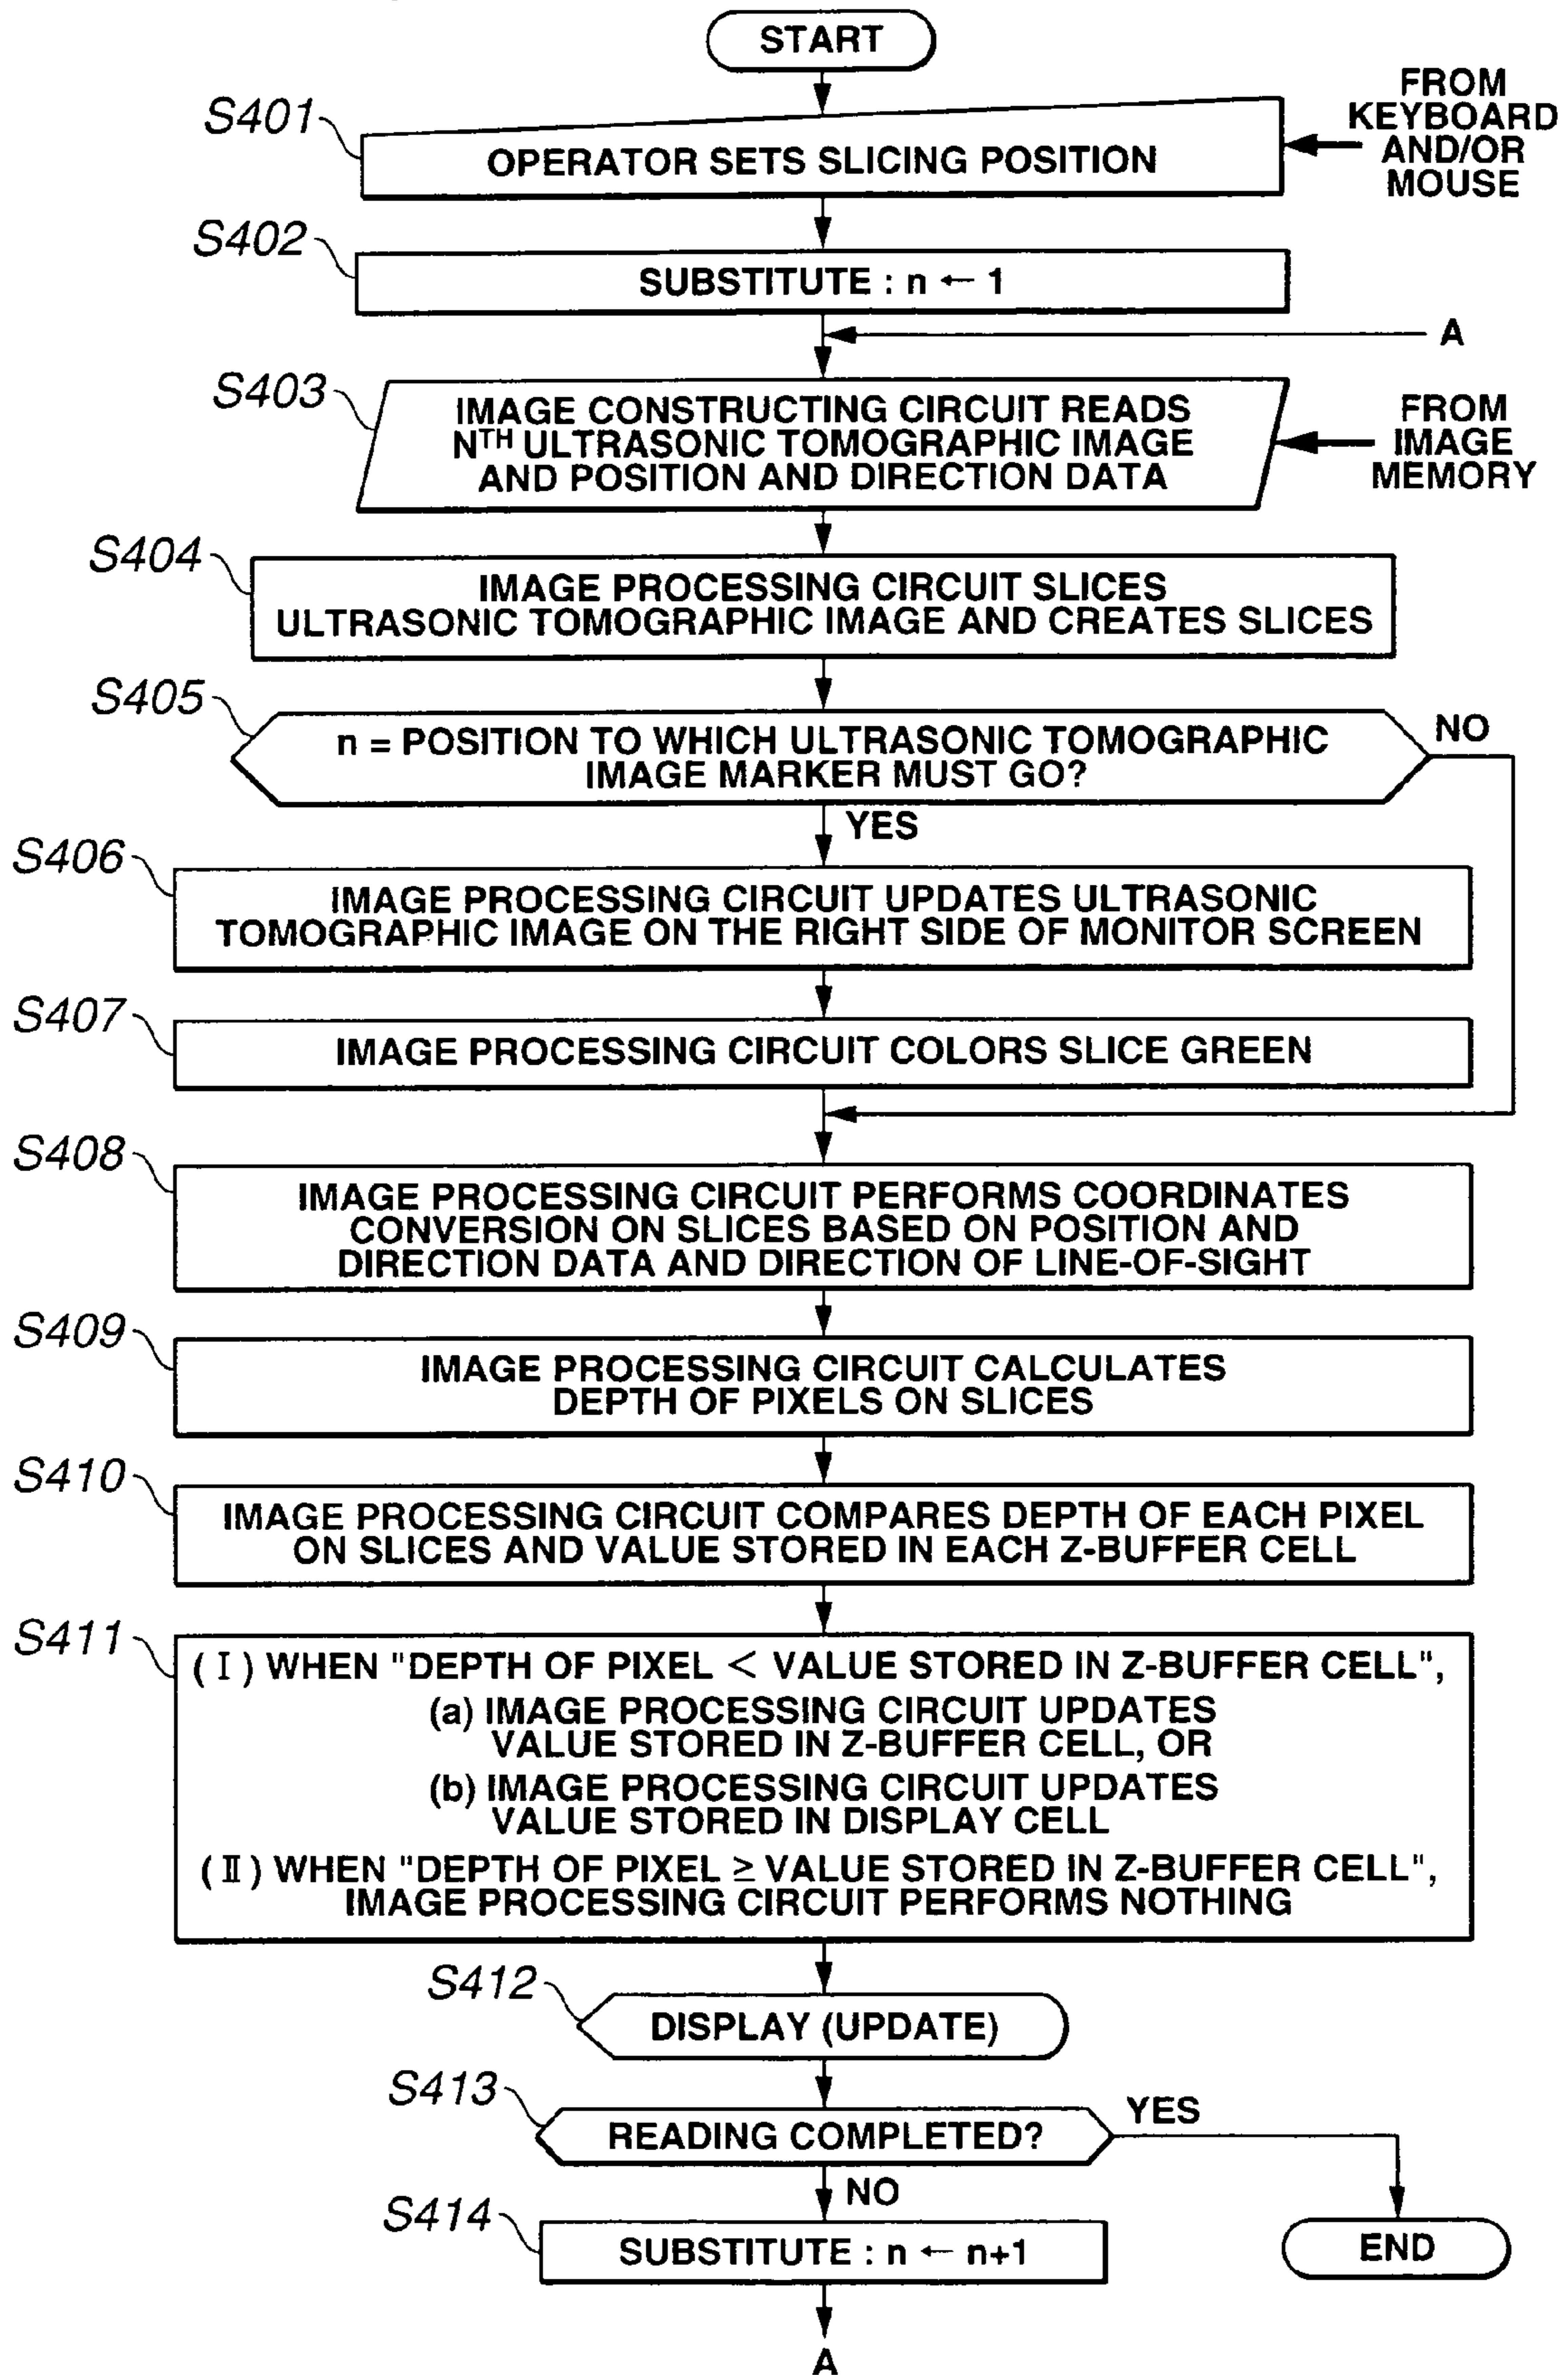 START
S401
OPERATOR SETS SLICING POSITION
FROM
KEYBOARD
AND/OR
MOUSE
S402
SUBSTITUTE : n ← 1
A
S403
IMAGE CONSTRUCTING CIRCUIT READS
NTH ULTRASONIC TOMOGRAPHIC IMAGE
AND POSITION AND DIRECTION DATA
FROM
IMAGE
MEMORY
S404
IMAGE PROCESSING CIRCUIT SLICES
ULTRASONIC TOMOGRAPHIC IMAGE AND CREATES SLICES
S405
n = POSITION TO WHICH ULTRASONIC TOMOGRAPHIC
IMAGE MARKER MUST GO?
NO
YES
S406
IMAGE PROCESSING CIRCUIT UPDATES ULTRASONIC
TOMOGRAPHIC IMAGE ON THE RIGHT SIDE OF MONITOR SCREEN
S407
IMAGE PROCESSING CIRCUIT COLORS SLICE GREEN
S408
IMAGE PROCESSING CIRCUIT PERFORMS COORDINATES
CONVERSION ON SLICES BASED ON POSITION AND
DIRECTION DATA AND DIRECTION OF LINE-OF-SIGHT
S409
IMAGE PROCESSING CIRCUIT CALCULATES
DEPTH OF PIXELS ON SLICES
S410
IMAGE PROCESSING CIRCUIT COMPARES DEPTH OF EACH PIXEL
ON SLICES AND VALUE STORED IN EACH Z-BUFFER CELL
S411
(Ⅰ) WHEN "DEPTH OF PIXEL < VALUE STORED IN Z-BUFFER CELL",
(a) IMAGE PROCESSING CIRCUIT UPDATES
VALUE STORED IN Z-BUFFER CELL, OR
(b) IMAGE PROCESSING CIRCUIT UPDATES
VALUE STORED IN DISPLAY CELL
(Ⅱ) WHEN "DEPTH OF PIXEL ≥ VALUE STORED IN Z-BUFFER CELL",
IMAGE PROCESSING CIRCUIT PERFORMS NOTHING
S412
DISPLAY (UPDATE)
S413
READING COMPLETED?
YES
NO
S414
SUBSTITUTE : n ← n+1
END
A